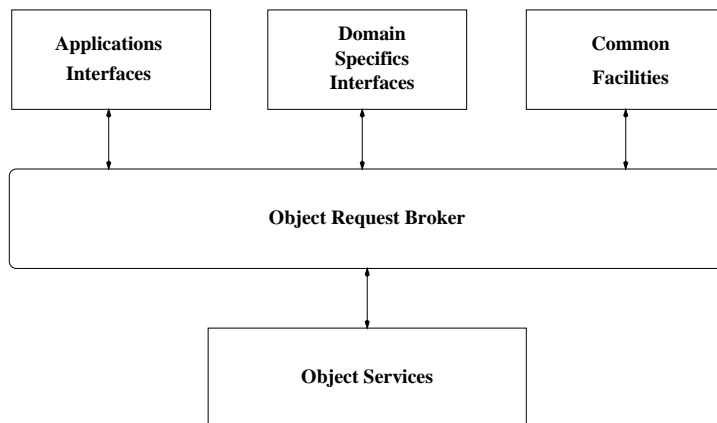 Applications
Interfaces
Domain
Specifics
Interfaces
Common
Facilities
Object Request Broker
Object Services